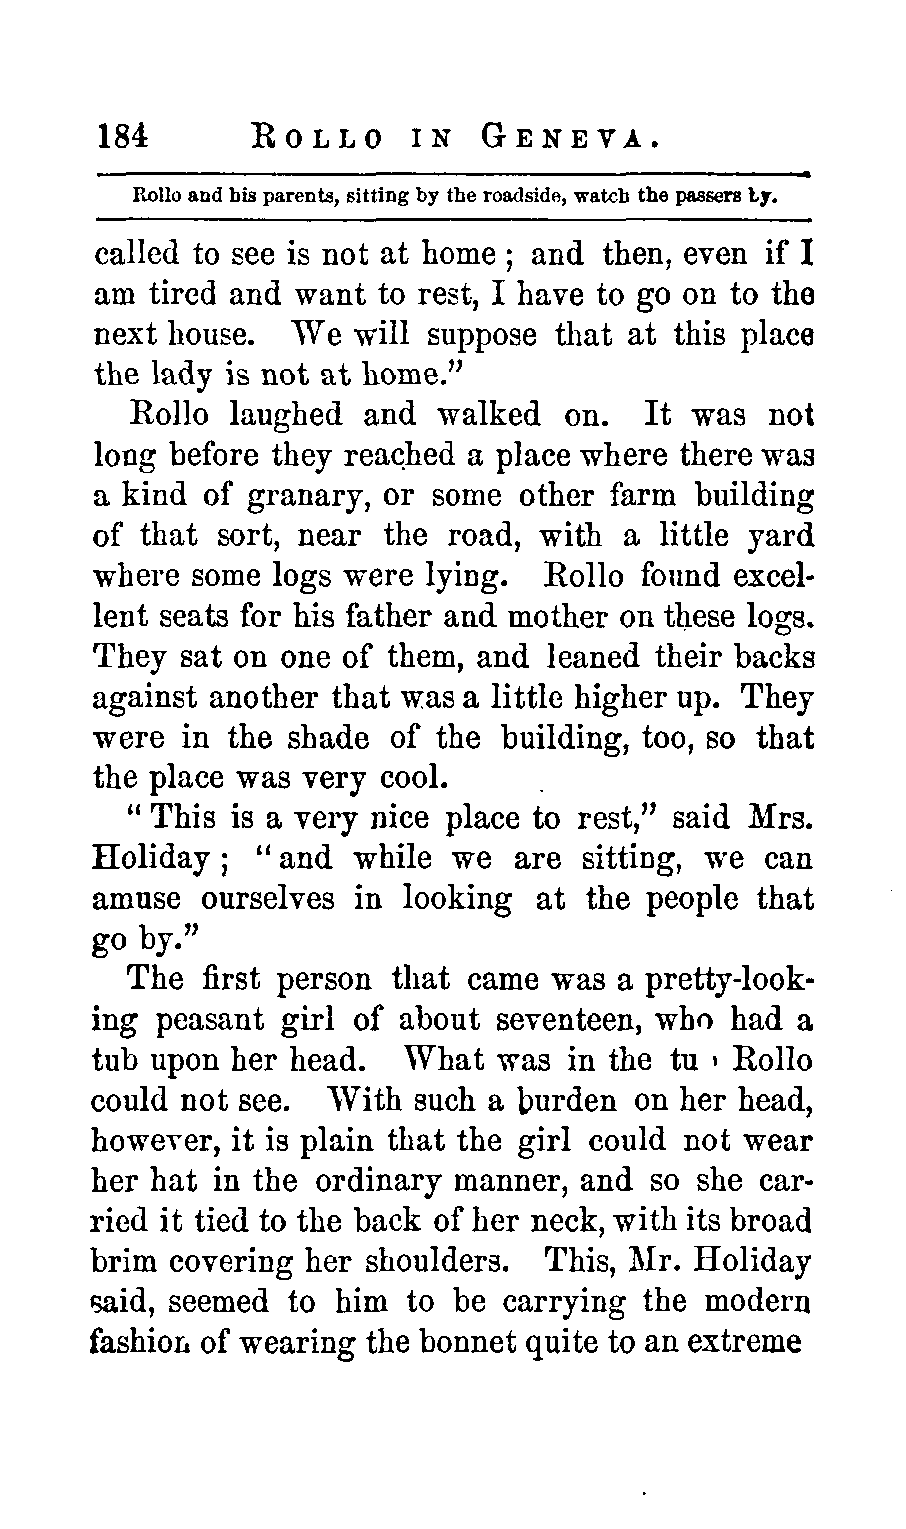 184 ROLLO IN GENEVA.
Rollo and his parents, sitting by the roadside, watch the passers by.
called to see is not at home ; and then, even if I
am tired and want to rest, I have to go on to the
next house. We will suppose that at this place
the lady is not at home."
Rollo laughed and walked on. It was not
long before they reached a place where there was
a kind of granary, or some other farm building
of that sort, near the road, with a little yard
where some logs were lying. Rollo found excel-
lent seats for his father and mother on these logs.
They sat on one of them, and leaned their backs
against another that was a little higher up. They
were in the shade of the building, too, so that
the place was very cool.
" This is a very nice place to rest," said Mrs.
Holiday ; " and while we are sitting, we can
amuse ourselves in looking at the people that
go by."
The first person that came was a pretty-look-
ing peasant girl of about seventeen, who had a
tub upon her head. What was in the tu Rollo
could not see. With such a burden on her head,
however, it is plain that the girl could not wear
her hat in the ordinary manner, and so she car-
ried it tied to the back of her neck, with its broad
brim covering her shoulders. This, Mr. Holiday
said, seemed to him to be carrying the modern
fashion of wearing the bonnet quite to an extreme